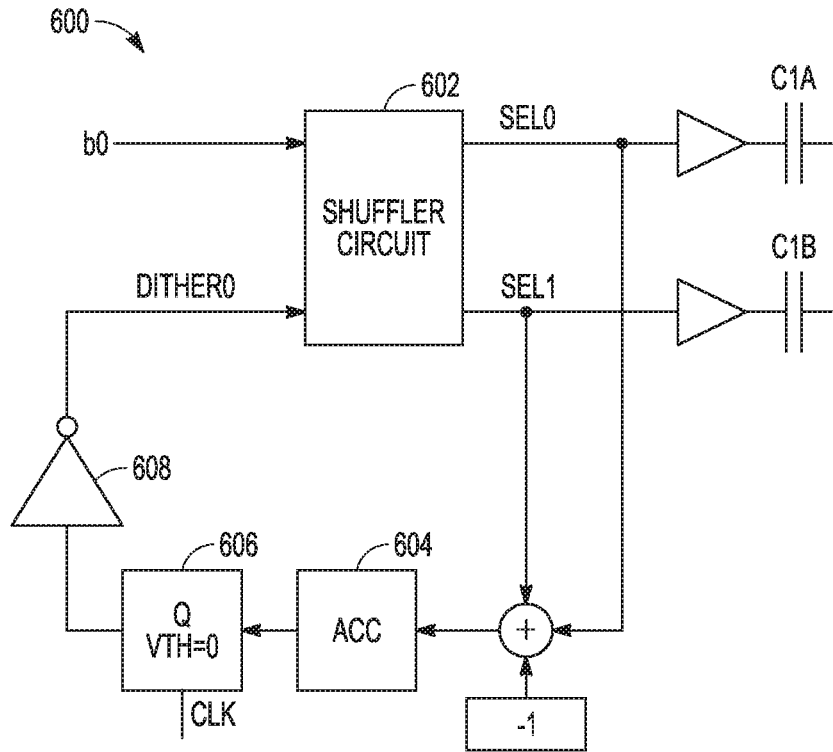 600
602
C1A
SEL0
b0
SHUFFLER
CIRCUIT
C1B
DITHER0
SEL1
608
606
604
Q
VTH=0
ACC
+
CLK
-1